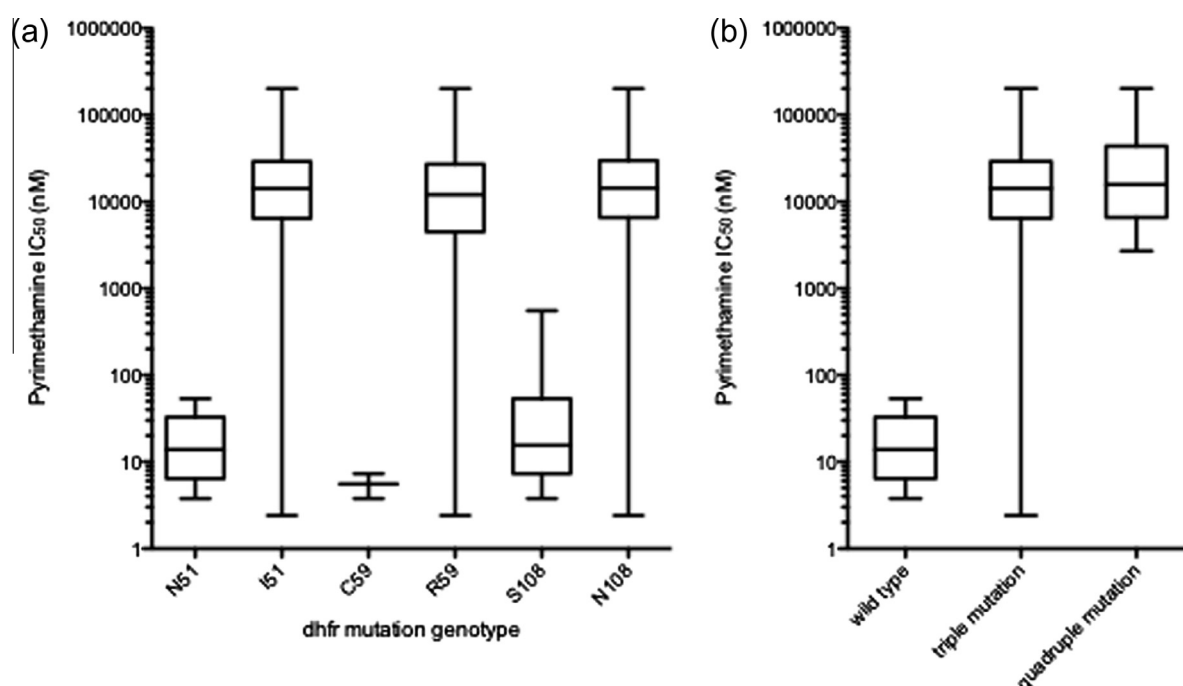 (a)
1000000
100000
10000
1000
100
10
1
Pyrimethamine IC50 (nM)
N51
I51
C59
R59
S108
N108
dhfr mutation genotype
(b)
1000000
100000
10000
1000
100
10
1
Pyrimethamine IC50 (nM)
wild type
triple mutation
quadruple mutation